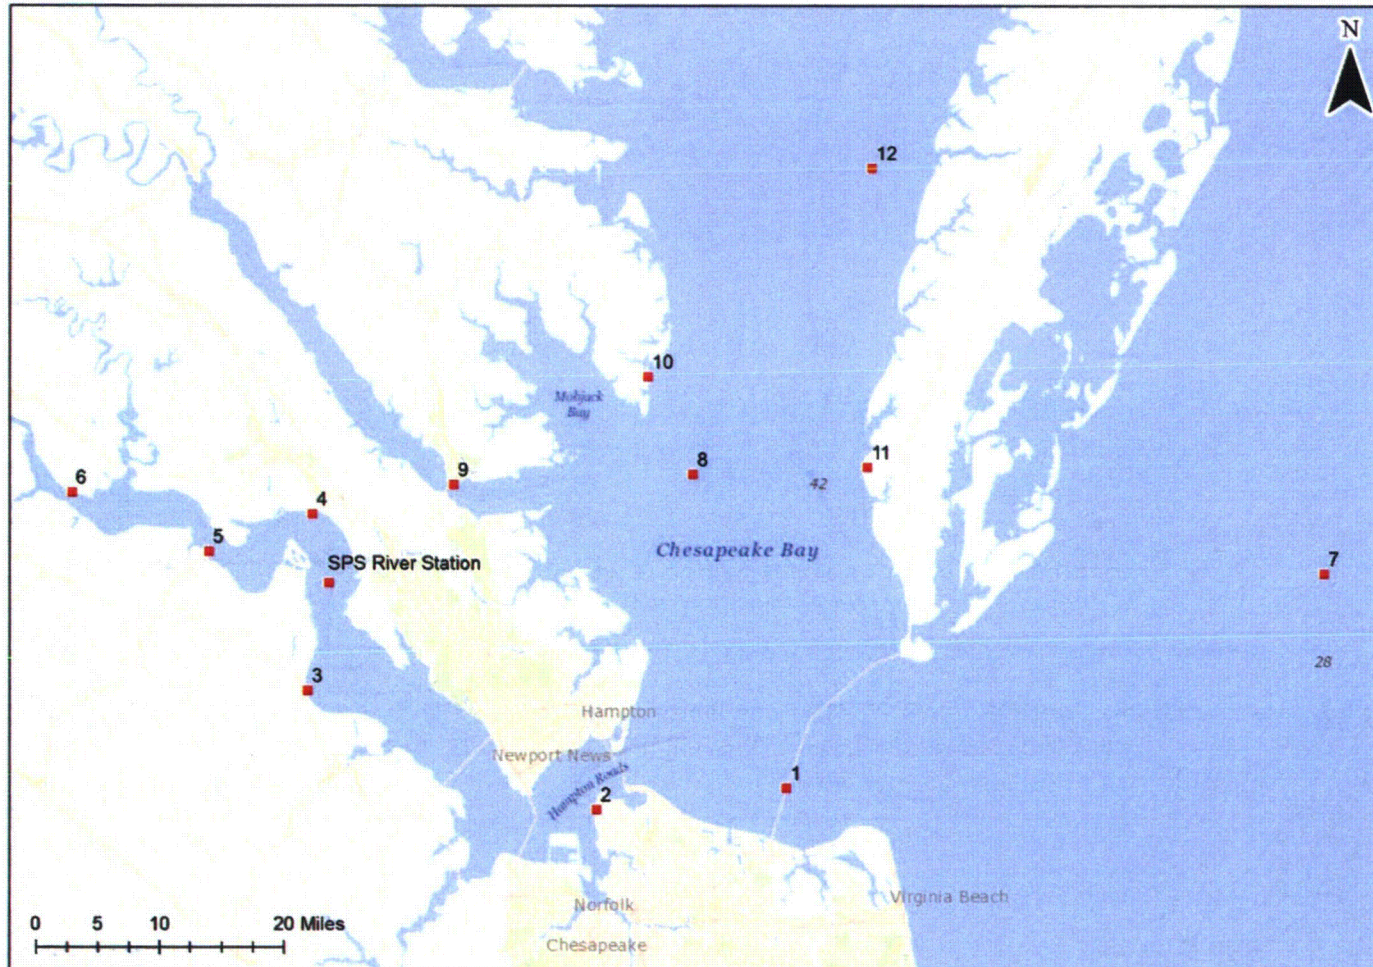 N
12
10
Mobjack
Bay
11
8
9
42
6
4
5
Chesapeake Bay
SPS River Station
7
28
3
Hampton
Newport News
1
Hampton Roads
2
Virginia Beach
Norfolk
0 5 10 20 Miles
Chesapeake